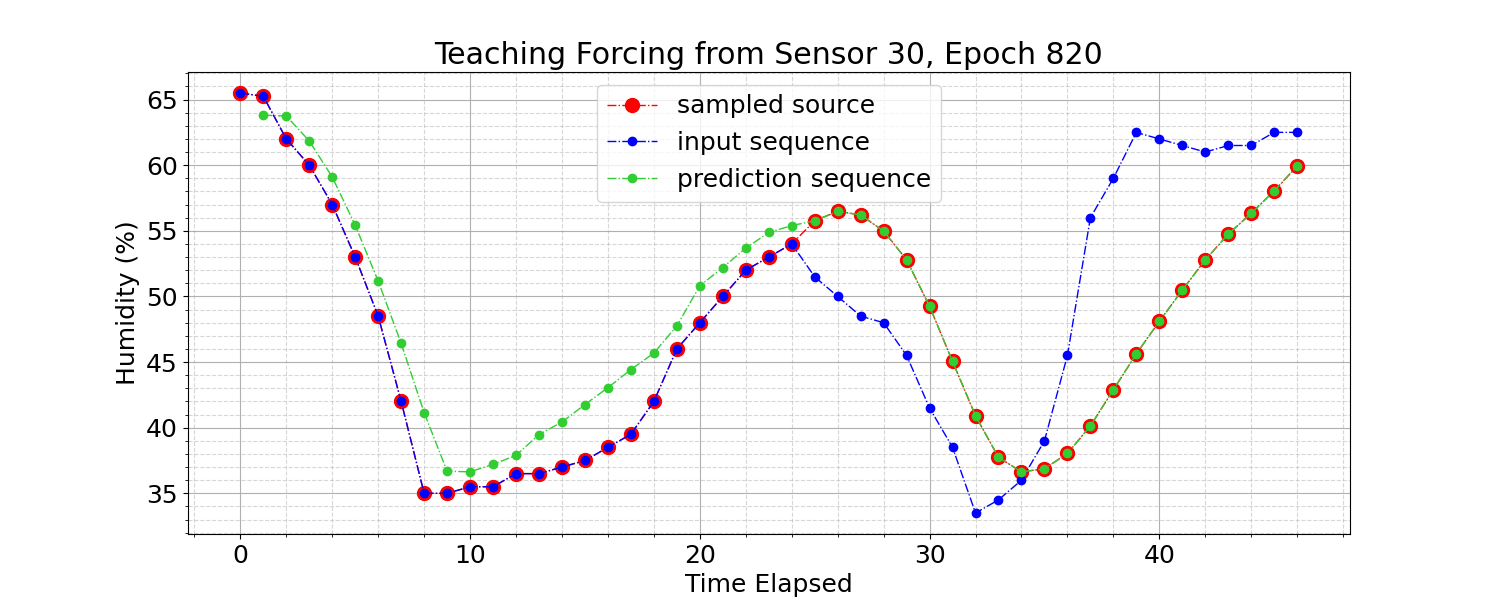 Teaching Forcing from Sensor 30, Epoch 820
sampled source
input sequence
prediction sequence
Humidity (%)
65
60
55
50
45
40
35
0 10 20 30 40
Time Elapsed